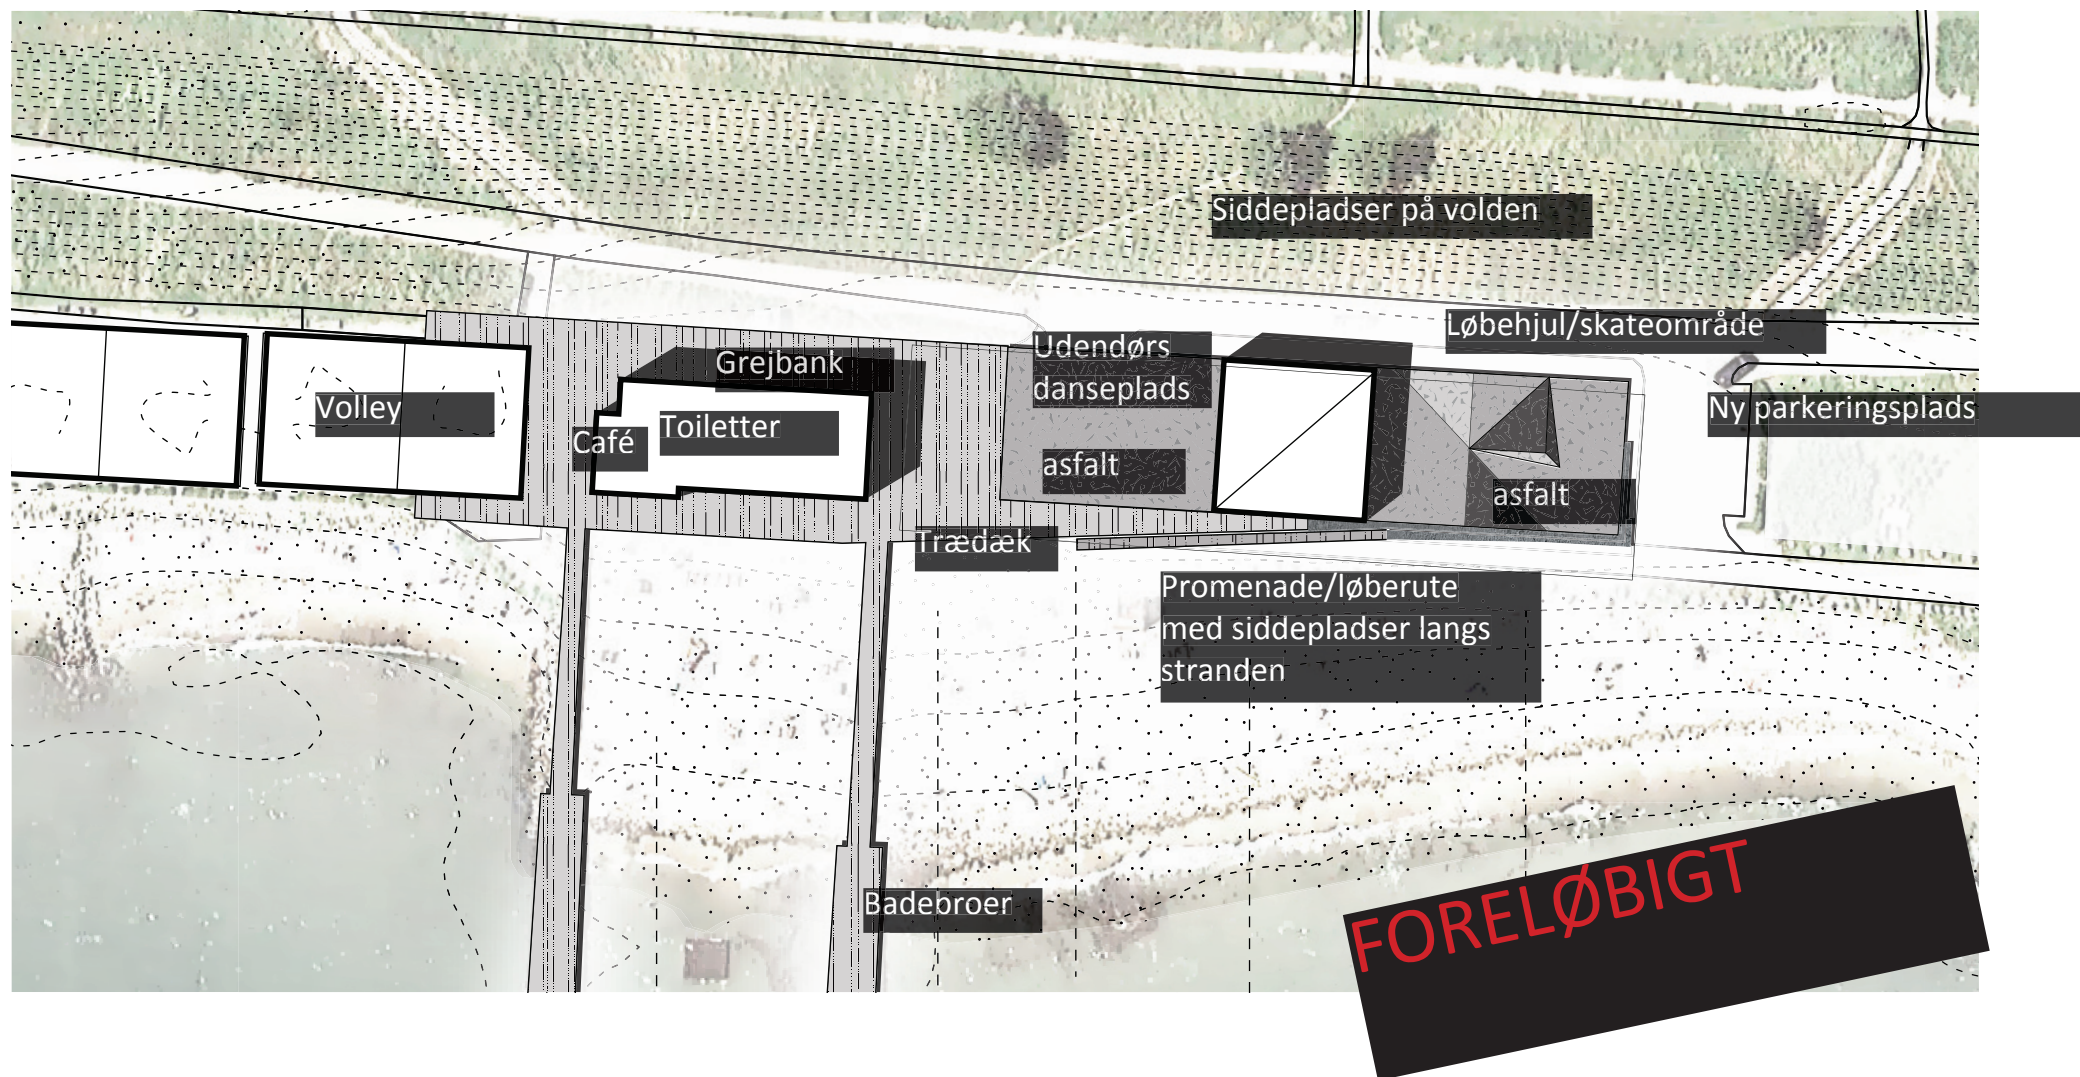 Siddepladser på volden
Løbehjul/skateområde
Udendørs
danseplads
Grejbank
Volley
Ny parkeringsplads
Toiletter
Café
asfalt
asfalt
Trædæk
Promenade/løberute
med siddepladser langs
stranden
Badebroer
FORELØBIGT